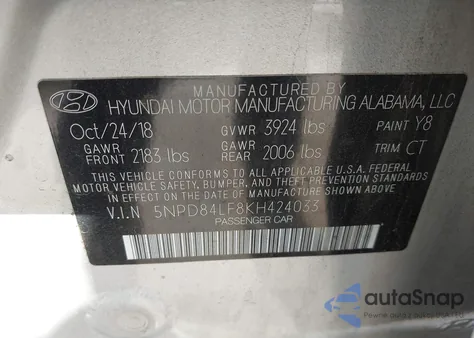 MANUFACTURED BY
HYUNDAI MOTOR MANUFACTURING ALABAMA, LLC
Oct/24/18 GVWR 3924 lbs PAINT Y8
GAWR FRONT 2183 lbs GAWR REAR 2006 lbs TRIM CT
THIS VEHICLE CONFORMS TO ALL APPLICABLE U.S.A. FEDERAL
MOTOR VEHICLE SAFETY, BUMPER, AND THEFT PREVENTION STANDARDS
IN EFFECT ON THE DATE OF MANUFACTURE SHOWN ABOVE.
V.I.N 5NPD84LF8KH424033
PASSENGER CAR
autoSnap